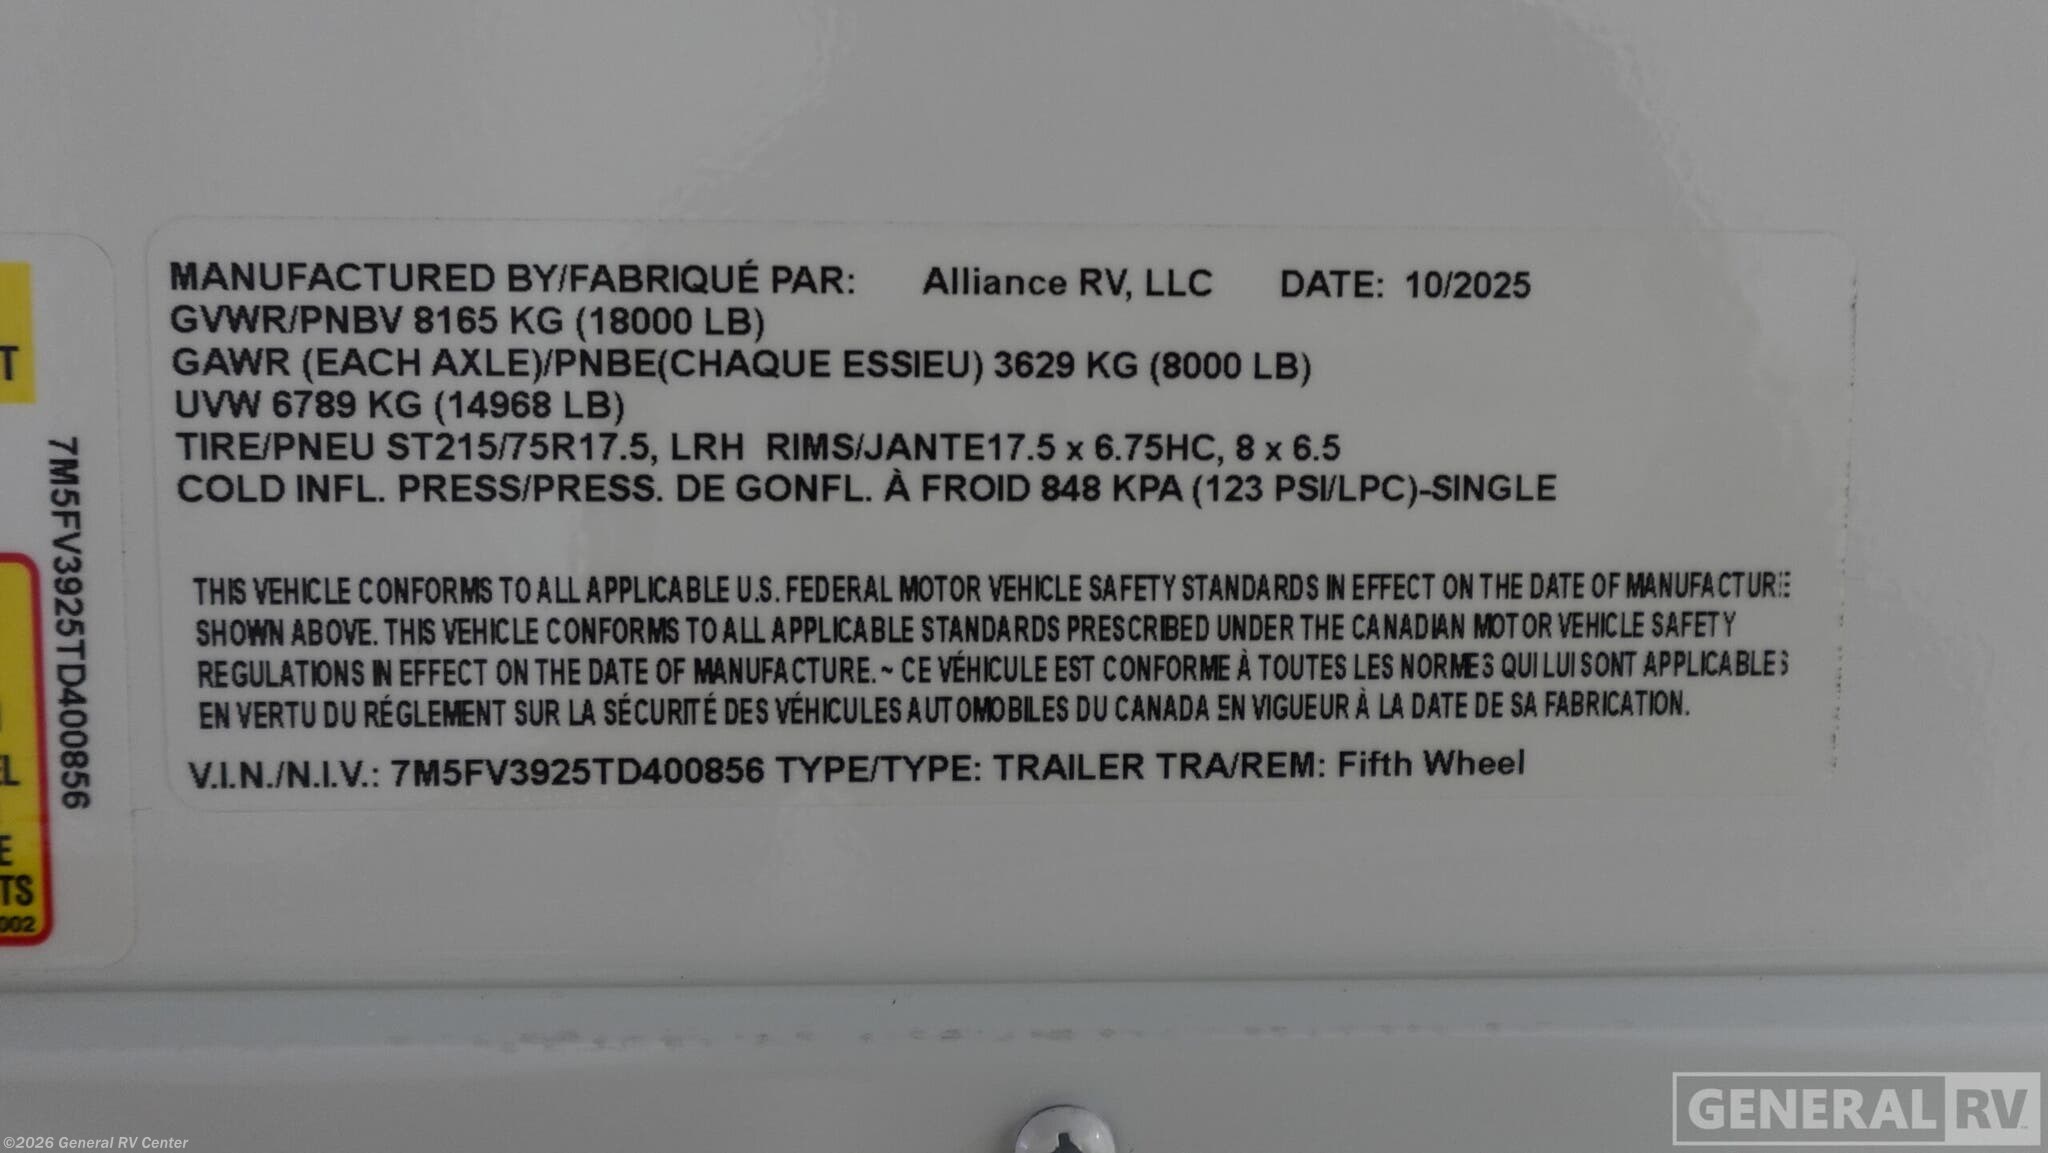 MANUFACTURED BY/FABRIQUÉ PAR: Alliance RV, LLC DATE: 10/2025
GVWR/PNBV 8165 KG (18000 LB)
GAWR (EACH AXLE)/PNBE(CHAQUE ESSIEU) 3629 KG (8000 LB)
UVW 6789 KG (14968 LB)
TIRE/PNEU ST215/75R17.5, LRH RIMS/JANTE17.5 x 6.75HC, 8 x 6.5
COLD INFL. PRESS/PRESS. DE GONFL. À FROID 848 KPA (123 PSI/LPC)-SINGLE
THIS VEHICLE CONFORMS TO ALL APPLICABLE U.S. FEDERAL MOTOR VEHICLE SAFETY STANDARDS IN EFFECT ON THE DATE OF MANUFACTURE
SHOWN ABOVE. THIS VEHICLE CONFORMS TO ALL APPLICABLE STANDARDS PRESCRIBED UNDER THE CANADIAN MOTOR VEHICLE SAFETY
REGULATIONS IN EFFECT ON THE DATE OF MANUFACTURE. ~ CE VÉHICULE EST CONFORME À TOUTES LES NORMES QUI LUI SONT APPLICABLES
EN VERTU DU RÉGLEMENT SUR LA SÉCURITÉ DES VÉHICULES AUTOMOBILES DU CANADA EN VIGUEUR À LA DATE DE SA FABRICATION.
V.I.N./N.I.V.: 7M5FV3925TD400856 TYPE/TYPE: TRAILER TRA/REM: Fifth Wheel
7M5FV3925TD400856
T
EL
E
TS
002
©2026 General RV Center
GENERAL RV